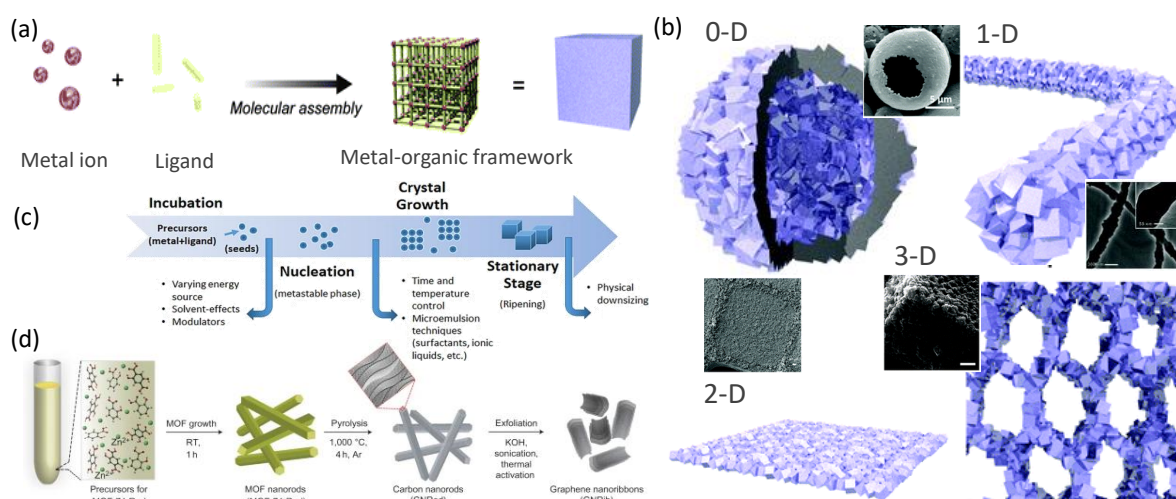 (a)
+
Molecular assembly
=
Metal ion
Ligand
Metal-organic framework
(b)
0-D
5 μm
1-D
3-D
2-D
(c)
Incubation
Precursors
(metal+ligand)
(seeds)
Nucleation
(metastable phase)
Crystal
Growth
Stationary
Stage
(Ripening)
• Varying energy
source
• Solvent-effects
• Modulators
• Time and
temperature
control
• Microemulsion
techniques
(surfactants, ionic
liquids, etc.)
• Physical
downsizing
(d)
Zn
Zn
Precursors for
MOF growth
RT,
1 h
MOF nanorods
Pyrolysis
1,000 °C,
4 h, Ar
Carbon nanorods
Exfoliation
KOH,
sonication,
thermal
activation
Graphene nanoribbons